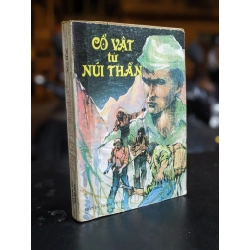 CỔ VẬT
từ
NÚI THẦN